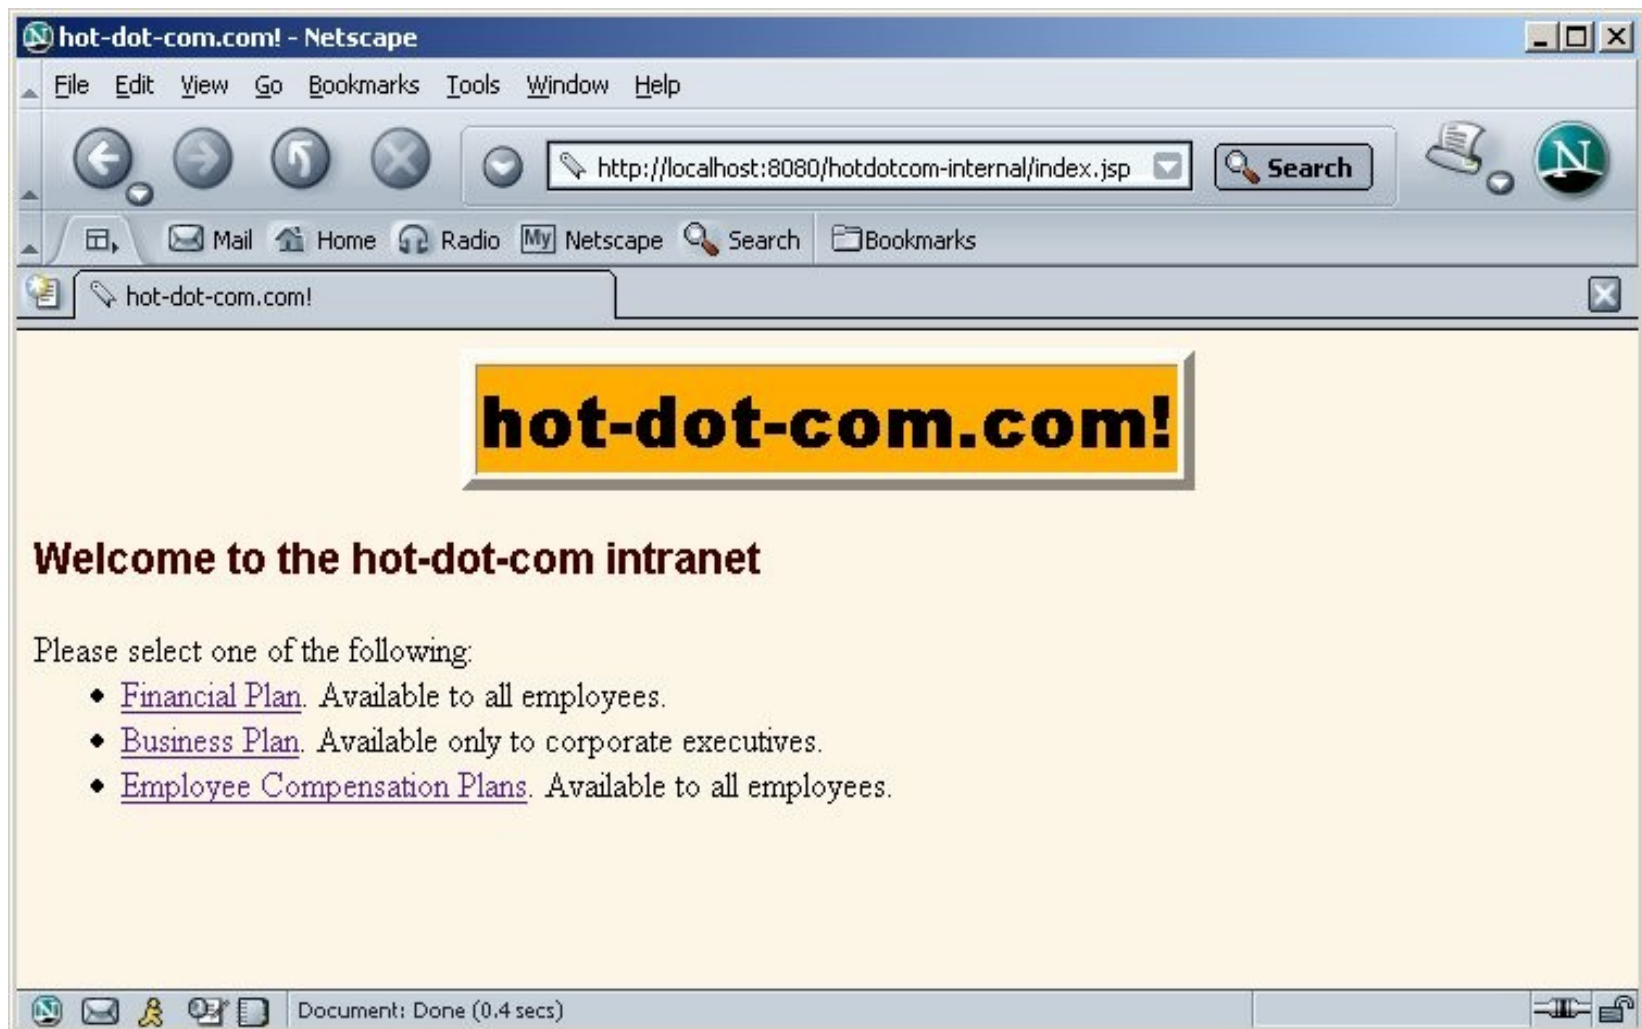 hot-dot-com.com! - Netscape
File Edit View Go Bookmarks Tools Window Help
http://localhost:8080/hotdotcom-internal/index.jsp Search N
Mail Home Radio My Netscape Search Bookmarks
hot-dot-com.com!
hot-dot-com.com!
Welcome to the hot-dot-com intranet
Please select one of the following:
• Financial Plan. Available to all employees.
• Business Plan. Available only to corporate executives.
• Employee Compensation Plans. Available to all employees.
Document: Done (0.4 secs)